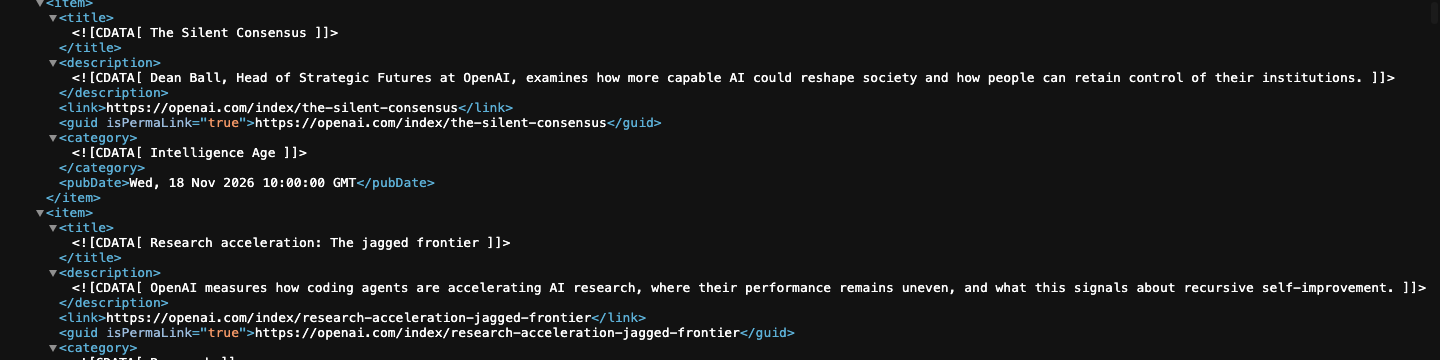 <item>
<title>
<![CDATA[ The Silent Consensus ]]>
</title>
<description>
<![CDATA[ Dean Ball, Head of Strategic Futures at OpenAI, examines how more capable AI could reshape society and how people can retain control of their institutions. ]]>
</description>
<link>https://openai.com/index/the-silent-consensus</link>
<guid isPermaLink="true">https://openai.com/index/the-silent-consensus</guid>
<category>
<![CDATA[ Intelligence Age ]]>
</category>
<pubDate>Wed, 18 Nov 2026 10:00:00 GMT</pubDate>
</item>
<item>
<title>
<![CDATA[ Research acceleration: The jagged frontier ]]>
</title>
<description>
<![CDATA[ OpenAI measures how coding agents are accelerating AI research, where their performance remains uneven, and what this signals about recursive self-improvement. ]]>
</description>
<link>https://openai.com/index/research-acceleration-jagged-frontier</link>
<guid isPermaLink="true">https://openai.com/index/research-acceleration-jagged-frontier</guid>
<category>